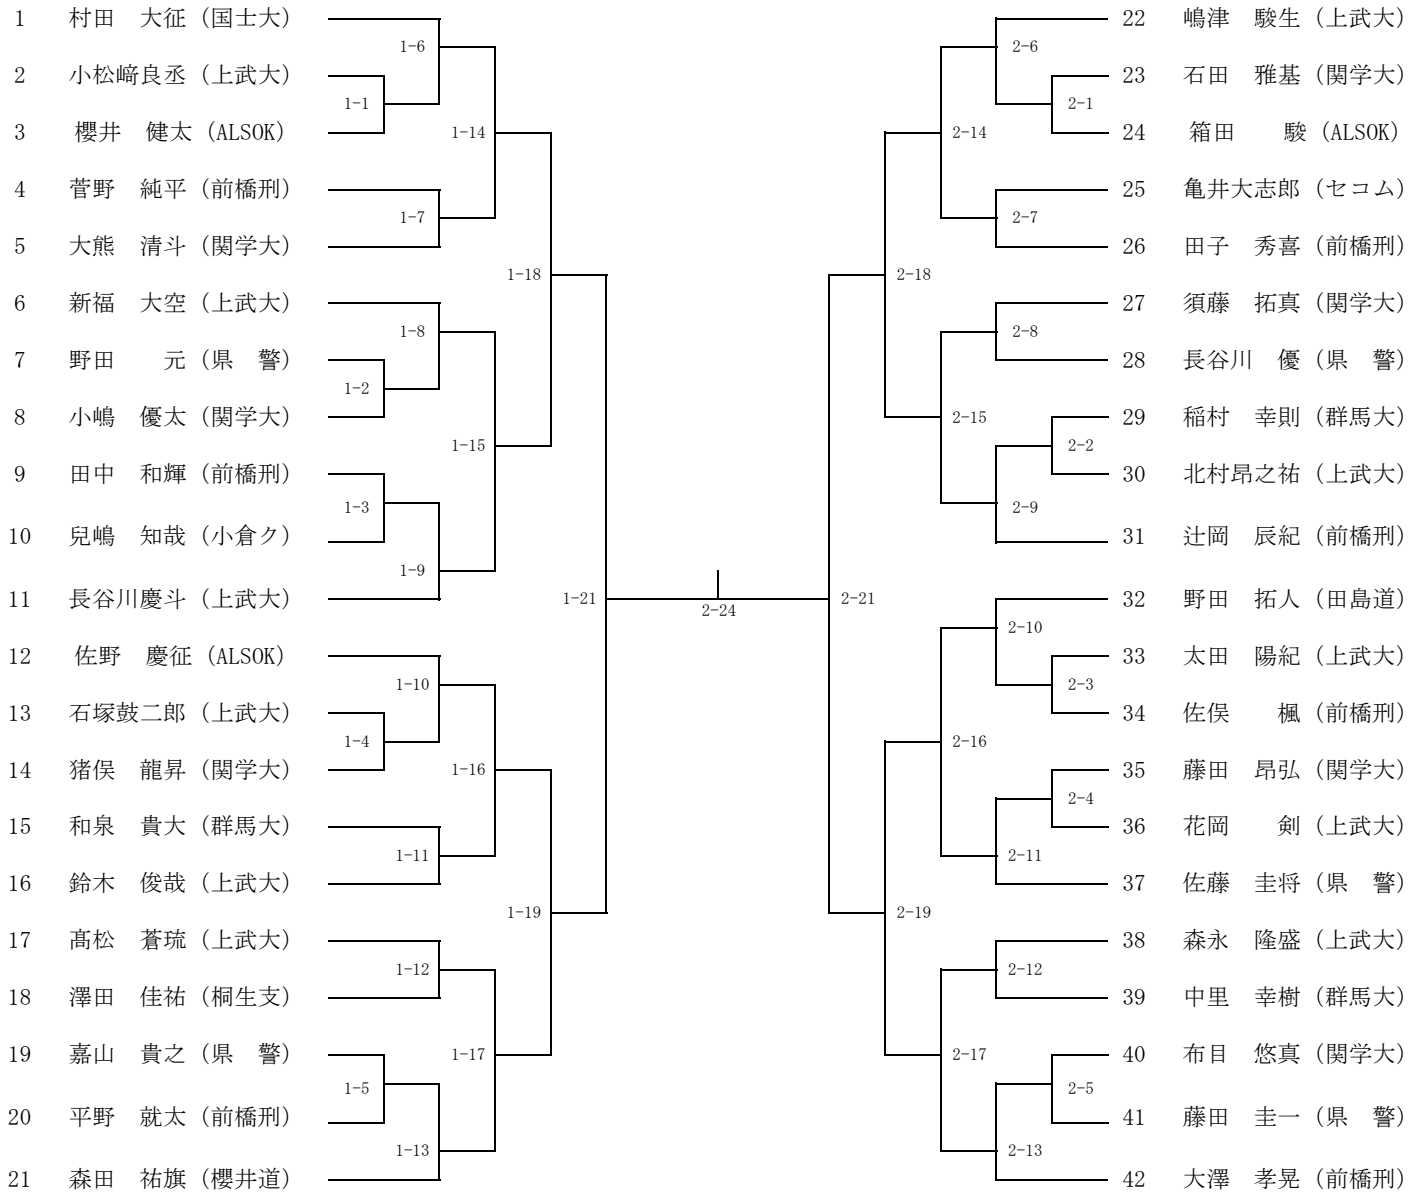 1 村田　大征（国士大）
1-6
2 小松﨑良丞（上武大）
1-1
3 櫻井　健太（ALSOK）
1-14
4 菅野　純平（前橋刑）
1-7
5 大熊　清斗（関学大）
1-18
6 新福　大空（上武大）
1-8
7 野田　　元（県　警）
1-2
8 小嶋　優太（関学大）
1-15
9 田中　和輝（前橋刑）
1-3
10 兒嶋　知哉（小倉ク）
1-9
11 長谷川慶斗（上武大）
1-21
12 佐野　慶征（ALSOK）
1-10
13 石塚鼓二郎（上武大）
1-4
14 猪俣　龍昇（関学大）
1-16
15 和泉　貴大（群馬大）
1-11
16 鈴木　俊哉（上武大）
1-19
17 髙松　蒼琉（上武大）
1-12
18 澤田　佳祐（桐生支）
19 嘉山　貴之（県　警）
1-17
1-5
20 平野　就太（前橋刑）
1-13
21 森田　祐旗（櫻井道）
2-24
22 嶋津　駿生（上武大）
2-6
23 石田　雅基（関学大）
2-1
24 箱田　　駿（ALSOK）
2-14
25 亀井大志郎（セコム）
2-7
26 田子　秀喜（前橋刑）
2-18
27 須藤　拓真（関学大）
2-8
28 長谷川　優（県　警）
29 稲村　幸則（群馬大）
2-15
2-2
30 北村昂之祐（上武大）
2-9
31 辻岡　辰紀（前橋刑）
2-21
32 野田　拓人（田島道）
2-10
33 太田　陽紀（上武大）
2-3
34 佐俣　　楓（前橋刑）
2-16
35 藤田　昂弘（関学大）
2-4
36 花岡　　剣（上武大）
2-11
37 佐藤　圭将（県　警）
2-19
38 森永　隆盛（上武大）
2-12
39 中里　幸樹（群馬大）
40 布目　悠真（関学大）
2-17
2-5
41 藤田　圭一（県　警）
2-13
42 大澤　孝晃（前橋刑）